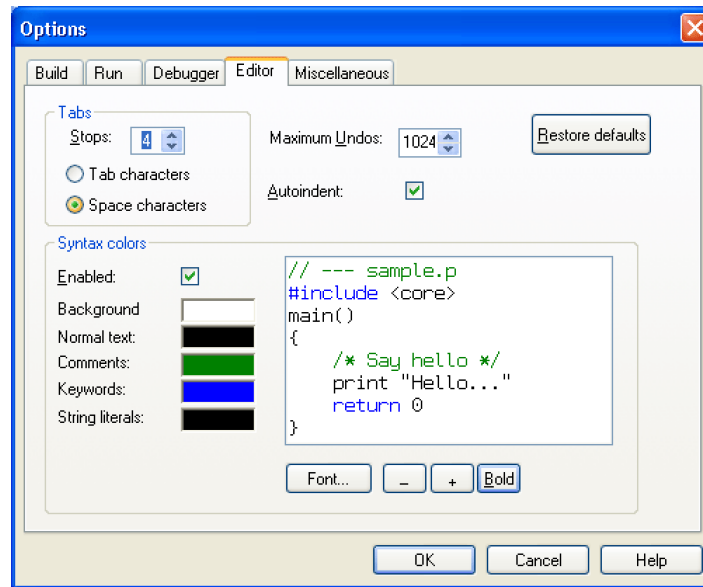 Options
Build Run Debugger Editor Miscellaneous
Tabs
Stops: 4
Tab characters
Space characters
Maximum Undos: 1024
Autoindent:
Restore defaults
Syntax colors
Enabled:
Background
Normal text:
Comments:
Keywords:
String literals:
// --- sample.p
#include <core>
main()
{
    /* Say hello */
    print "Hello..."
    return 0
}
Font... – + Bold
OK Cancel Help